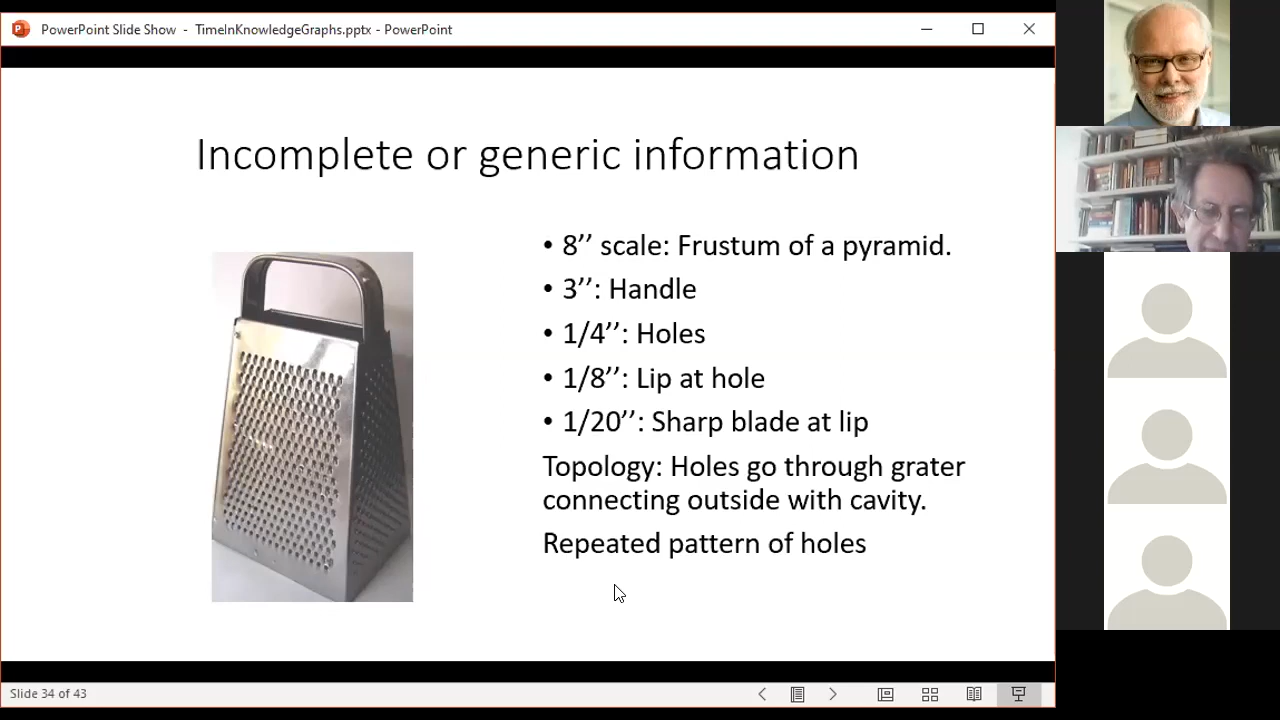 PowerPoint Slide Show - TimeInKnowledgeGraphs.pptx - PowerPoint
Incomplete or generic information
• 8’’ scale: Frustum of a pyramid.
• 3’’: Handle
• 1/4’’: Holes
• 1/8’’: Lip at hole
• 1/20’’: Sharp blade at lip
Topology: Holes go through grater
connecting outside with cavity.
Repeated pattern of holes
Slide 34 of 43